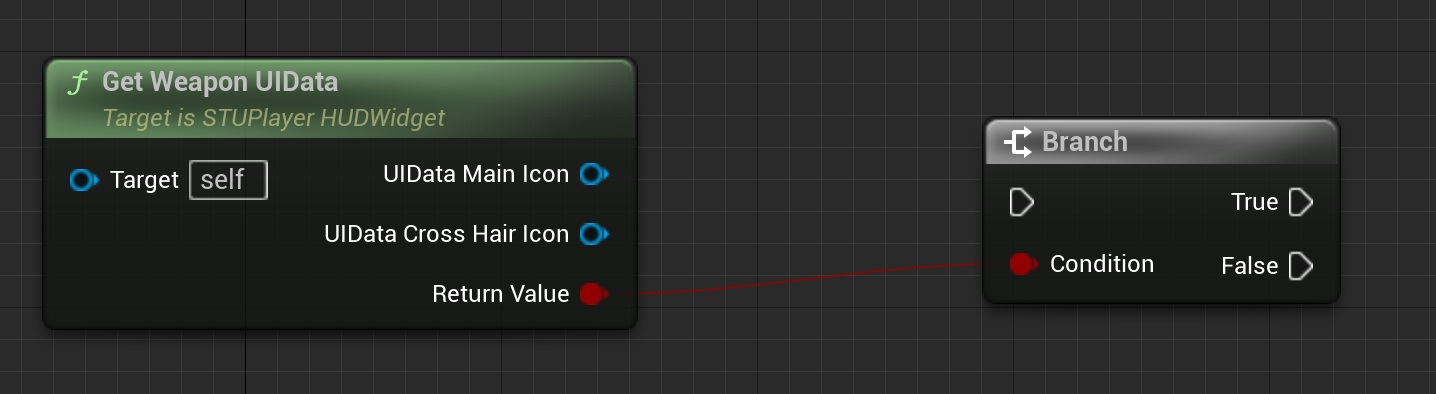 f Get Weapon UIData
Target is STUPlayer HUDWidget
Target self
UIData Main Icon
UIData Cross Hair Icon
Return Value
Branch
True
Condition
False